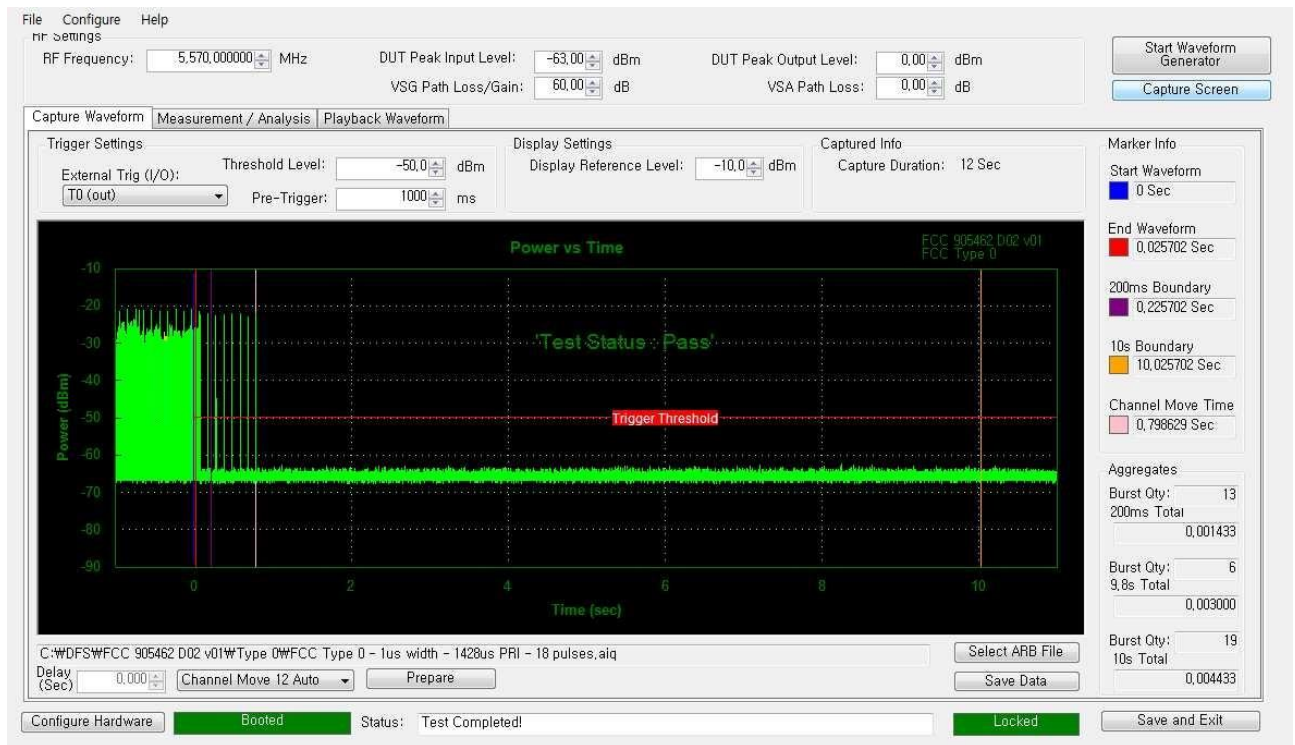 File Configure Help
RF Settings
RF Frequency: 5,570,000000 MHz DUT Peak Input Level: -63,00 dBm DUT Peak Output Level: 0,00 dBm
VSG Path Loss/Gain: 60,00 dB VSA Path Loss: 0,00 dB
Start Waveform Generator
Capture Screen
Capture Waveform Measurement / Analysis Playback Waveform
Trigger Settings
External Trig (I/O): Threshold Level: -50,0 dBm
T0 (out) Pre-Trigger: 1000 ms
Display Settings
Display Reference Level: -10,0 dBm
Captured Info
Capture Duration: 12 Sec
Power vs Time
FCC 905462 D02 v01
FCC Type 0
-10
-20
-30
-40
-50
-60
-70
-80
-90
Power (dBm)
'Test Status : Pass'
Trigger Threshold
0 2 4 6 8 10
Time (sec)
Marker Info
Start Waveform
0 Sec
End Waveform
0,025702 Sec
200ms Boundary
0,225702 Sec
10s Boundary
10,025702 Sec
Channel Move Time
0,798629 Sec
Aggregates
Burst Qty: 13
200ms Total
0,001433
Burst Qty: 6
9,8s Total
0,003000
Burst Qty: 19
10s Total
0,004433
C:₩DFS₩FCC 905462 D02 v01₩Type 0₩FCC Type 0 - 1us width - 1428us PRI - 18 pulses,aiq
Select ARB File
Delay (Sec) 0,000 Channel Move 12 Auto Prepare
Save Data
Configure Hardware Booted Status: Test Completed! Locked Save and Exit